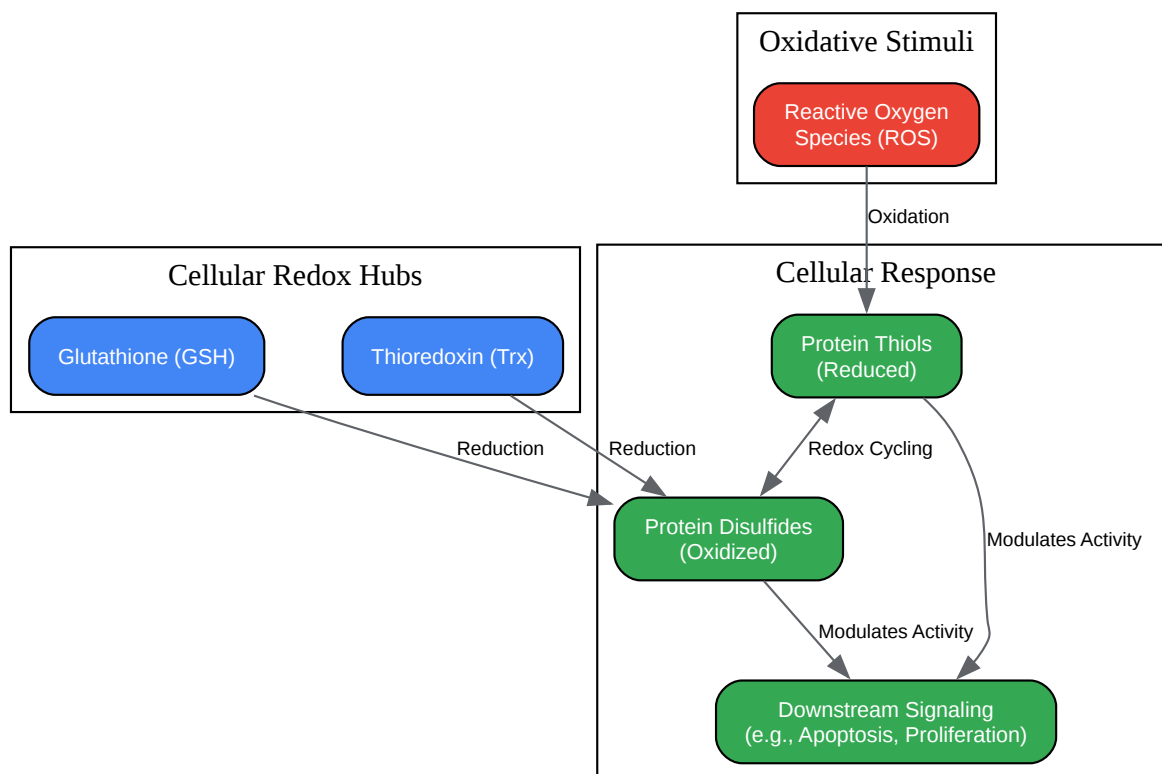 Oxidative Stimuli
Reactive Oxygen
Species (ROS)
Oxidation
Cellular Redox Hubs
Glutathione (GSH)
Thioredoxin (Trx)
Cellular Response
Protein Thiols
(Reduced)
Reduction
Reduction
Redox Cycling
Protein Disulfides
(Oxidized)
Modulates Activity
Modulates Activity
Downstream Signaling
(e.g., Apoptosis, Proliferation)